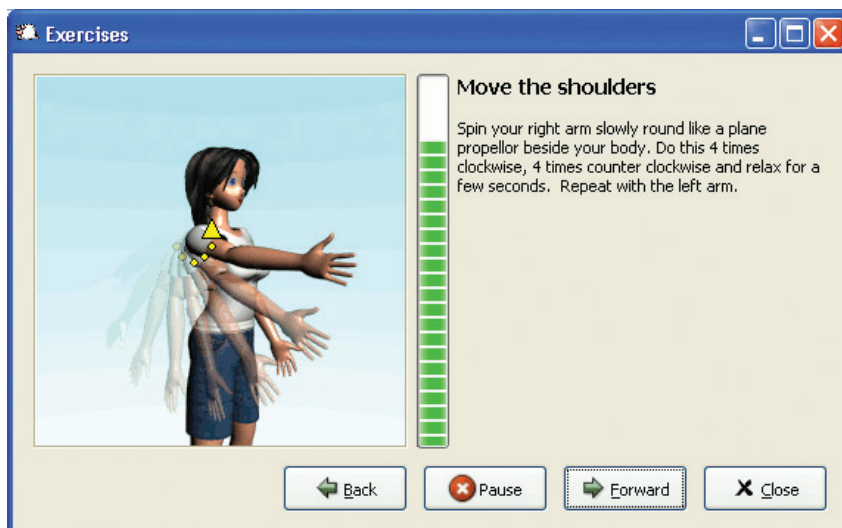 Exercises
Move the shoulders
Spin your right arm slowly round like a plane
propellor beside your body. Do this 4 times
clockwise, 4 times counter clockwise and relax for a
few seconds.  Repeat with the left arm.
Back
Pause
Forward
Close